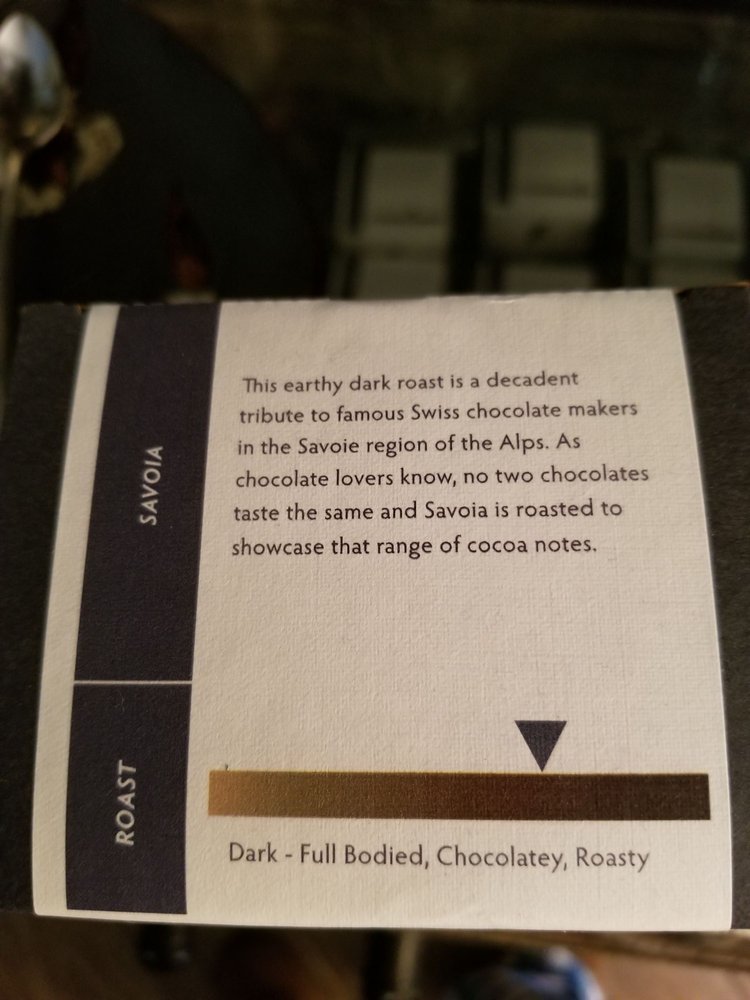 SAVOIA
This earthy dark roast is a decadent
tribute to famous Swiss chocolate makers
in the Savoie region of the Alps. As
chocolate lovers know, no two chocolates
taste the same and Savoia is roasted to
showcase that range of cocoa notes.
ROAST
Dark - Full Bodied, Chocolatey, Roasty